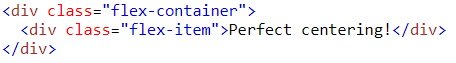 <div class="flex-container">
  <div class="flex-item">Perfect centering!</div>
</div>